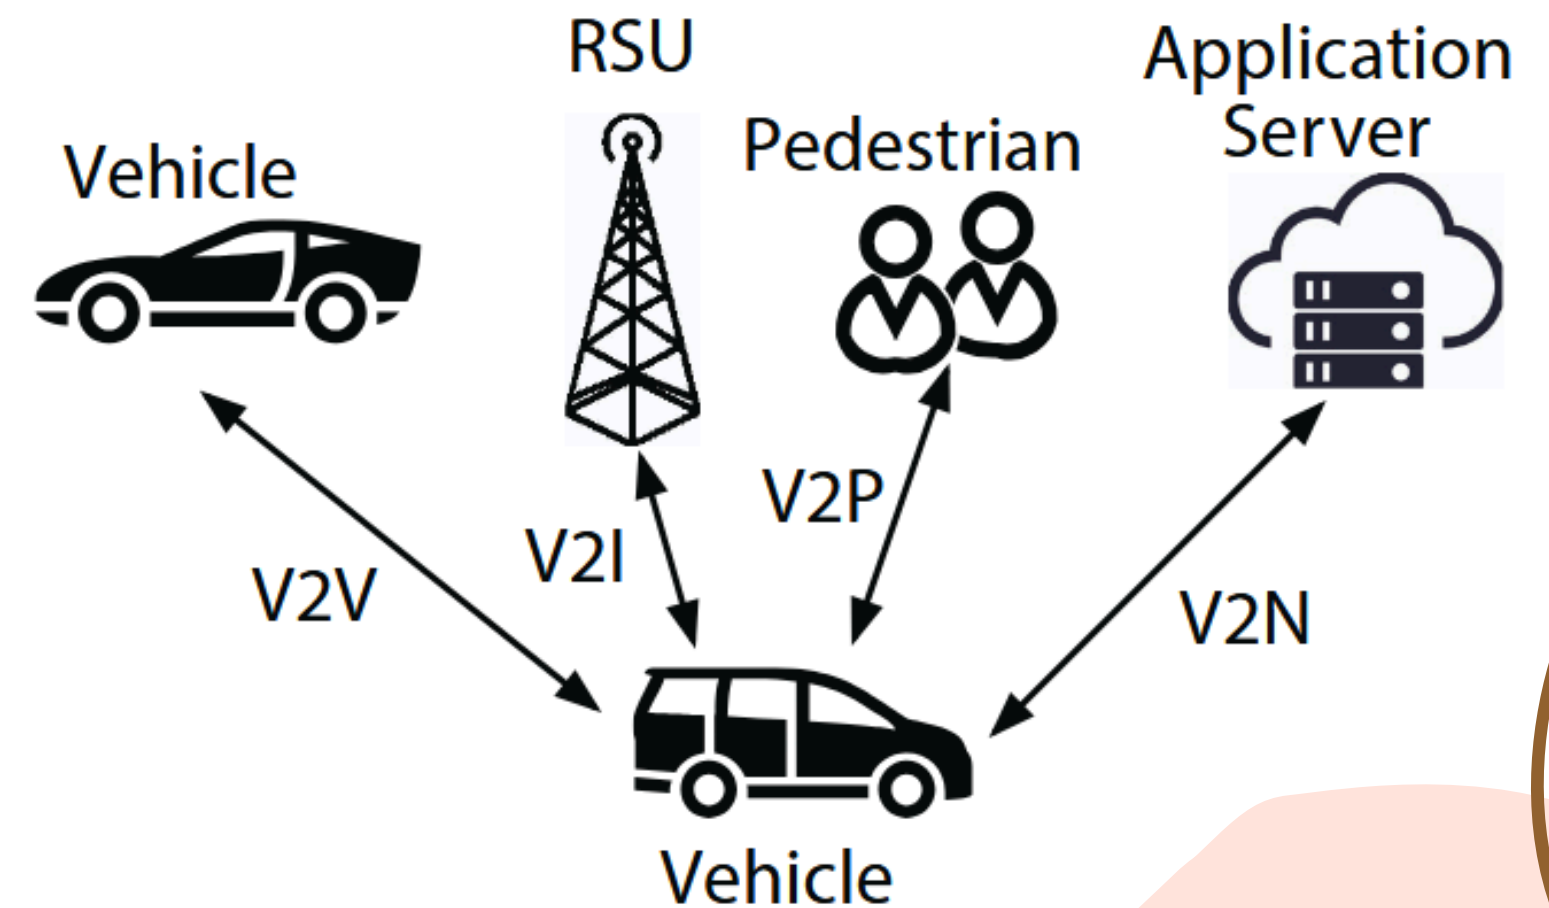 RSU
Application
Server
Pedestrian
Vehicle
V2P
V2I
V2V
V2N
Vehicle